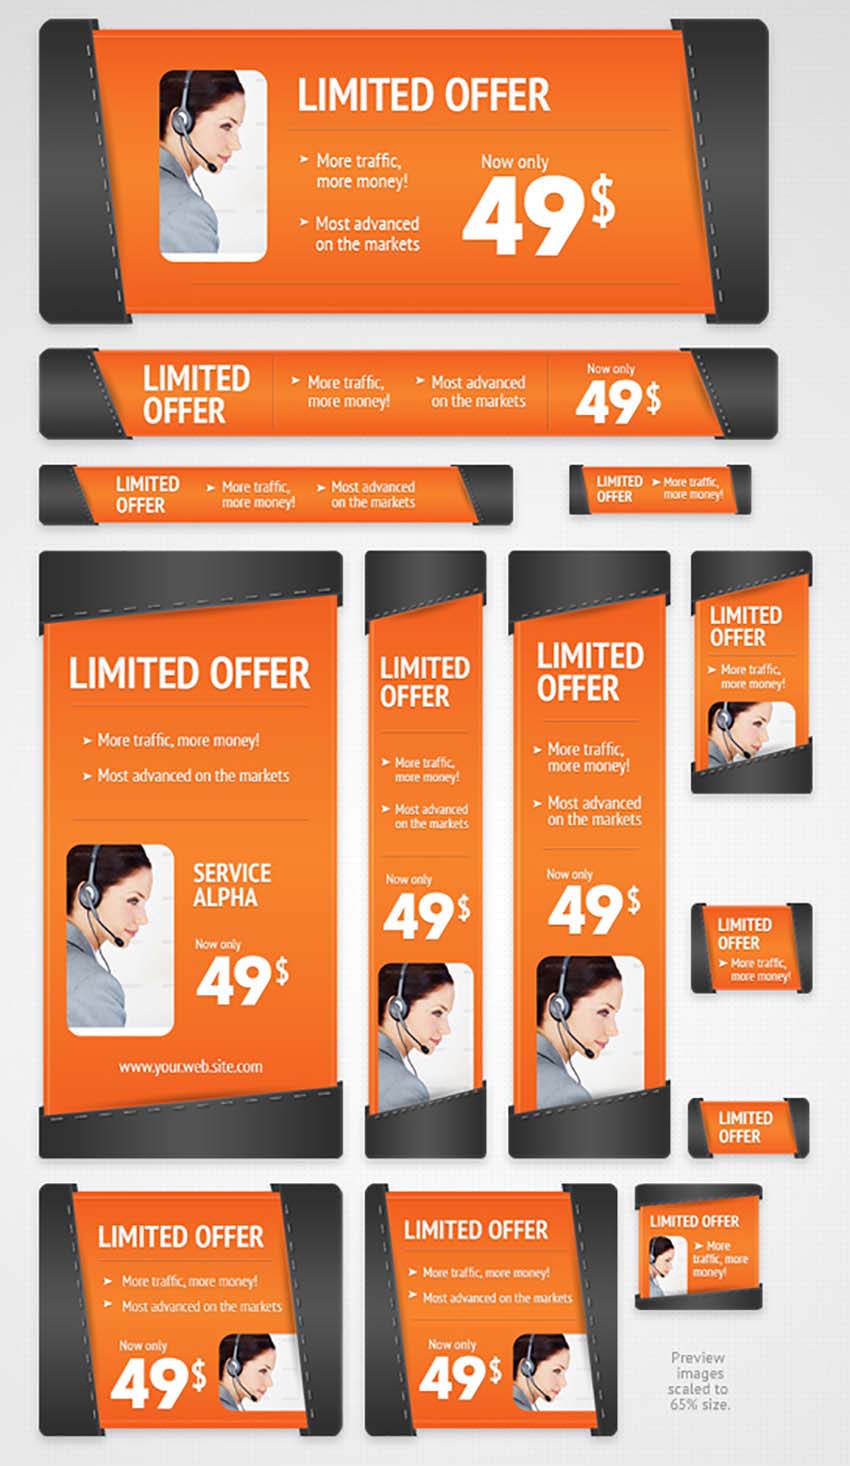 LIMITED OFFER
➤ More traffic,
more money!
➤ Most advanced
on the markets
Now only
49$
LIMITED
OFFER
➤ More traffic,
more money!
➤ Most advanced
on the markets
Now only
49$
LIMITED
OFFER
➤ More traffic,
more money!
➤ Most advanced
on the markets
LIMITED
OFFER
➤ More traffic,
more money!
LIMITED OFFER
➤ More traffic, more money!
➤ Most advanced on the markets
SERVICE
ALPHA
Now only
49$
www.your.web.site.com
LIMITED
OFFER
➤ More traffic,
more money!
➤ Most advanced
on the markets
Now only
49$
LIMITED
OFFER
➤ More traffic,
more money!
➤ Most advanced
on the markets
Now only
49$
LIMITED
OFFER
➤ More traffic,
more money!
LIMITED
OFFER
➤ More traffic,
more money!
LIMITED
OFFER
LIMITED OFFER
➤ More traffic, more money!
➤ Most advanced on the markets
Now only
49$
LIMITED OFFER
➤ More traffic, more money!
➤ Most advanced on the markets
Now only
49$
LIMITED OFFER
➤ More
traffic, more
money!
Preview
images
scaled to
65% size.